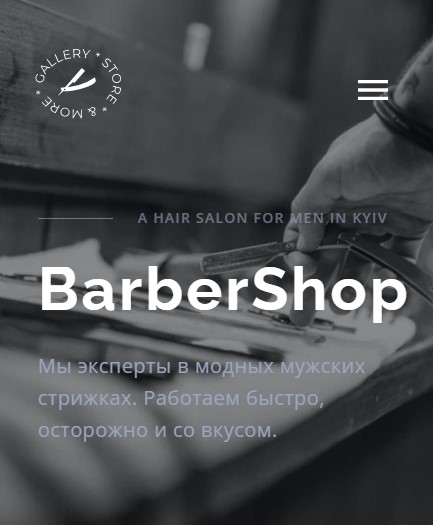 GALLERY * STORE * & MORE *
A HAIR SALON FOR MEN IN KYIV
BarberShop
Мы эксперты в модных мужских
стрижках. Работаем быстро,
осторожно и со вкусом.